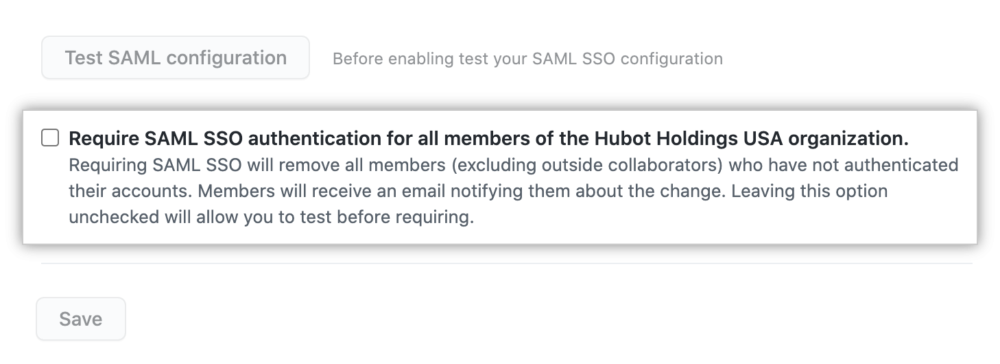 Test SAML configuration
Before enabling test your SAML SSO configuration
Require SAML SSO authentication for all members of the Hubot Holdings USA organization.
Requiring SAML SSO will remove all members (excluding outside collaborators) who have not authenticated
their accounts. Members will receive an email notifying them about the change. Leaving this option
unchecked will allow you to test before requiring.
Save